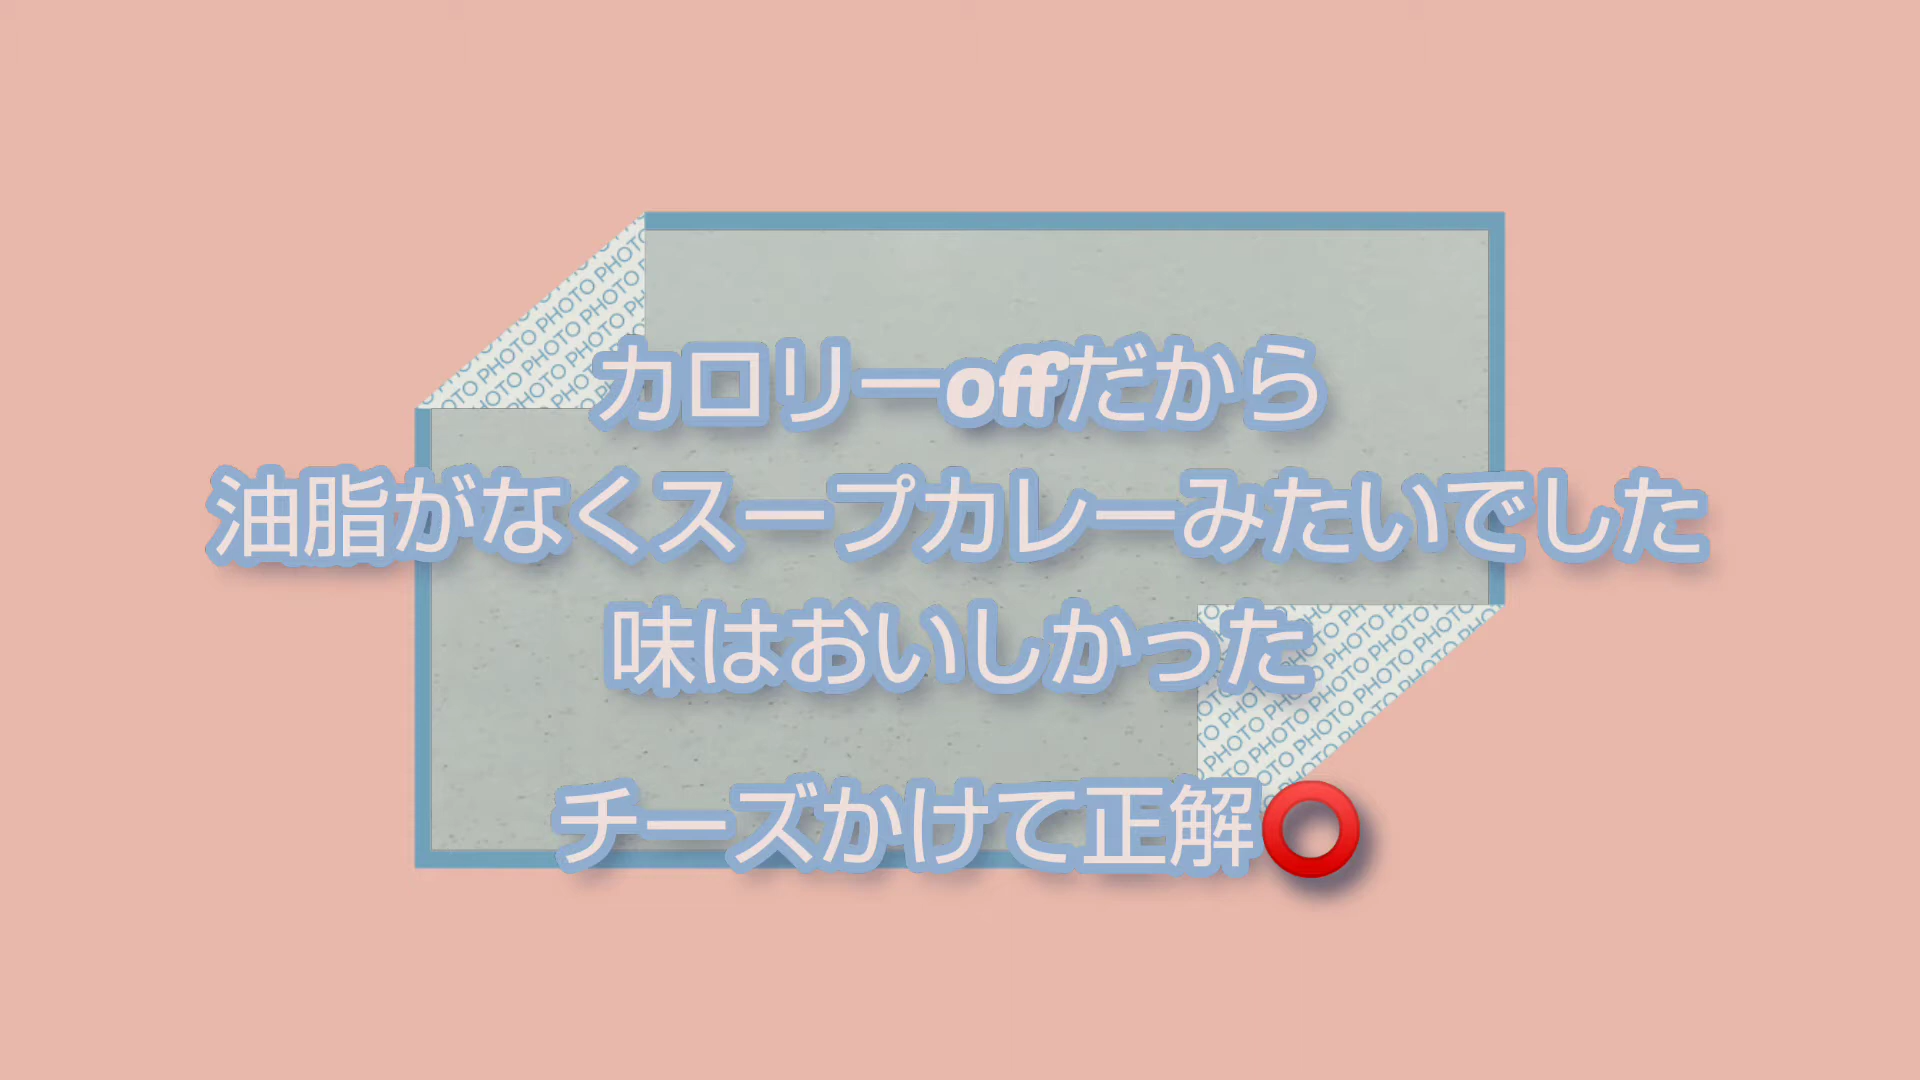 カロリーoffだから
油脂がなくスープカレーみたいでした
味はおいしかった
チーズかけて正解⭕